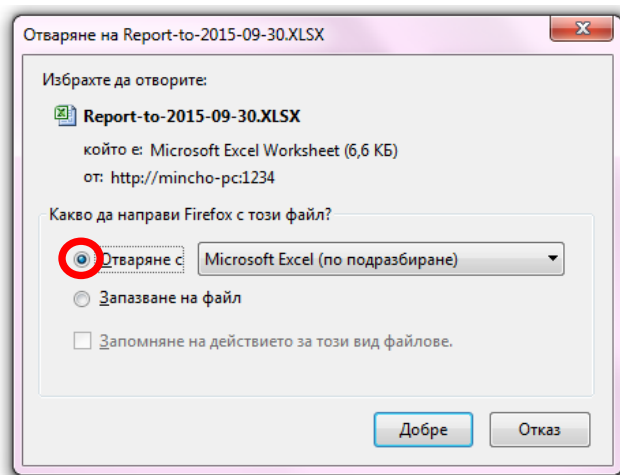 Отваряне на Report-to-2015-09-30.XLSX
Избрахте да отворите:
Report-to-2015-09-30.XLSX
който е: Microsoft Excel Worksheet (6,6 КБ)
от: http://mincho-pc:1234
Какво да направи Firefox с този файл?
Отваряне с Microsoft Excel (по подразбиране)
Запазване на файл
Запомняне на действието за този вид файлове.
Добре Отказ